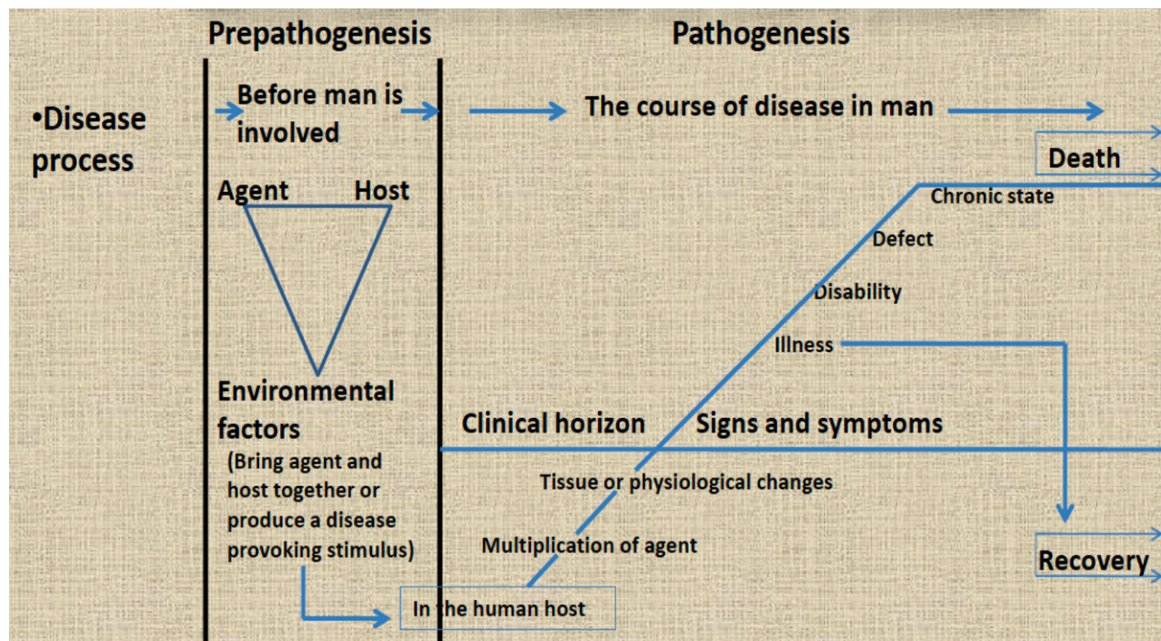 Prepathogenesis
Pathogenesis
•Disease
process
Before man is
involved
The course of disease in man
Death
Agent
Host
Chronic state
Defect
Disability
Illness
Environmental
factors
(Bring agent and
host together or
produce a disease
provoking stimulus)
Clinical horizon
Signs and symptoms
Tissue or physiological changes
Multiplication of agent
In the human host
Recovery